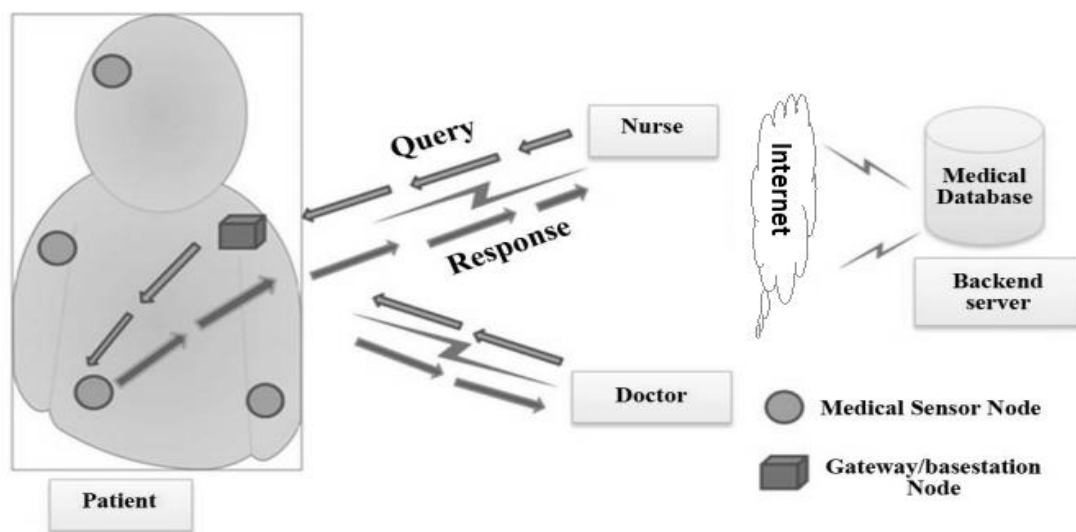 Query
Nurse
Response
Internet
Medical
Database
Backend
server
Doctor
Medical Sensor Node
Gateway/basestation
Node
Patient